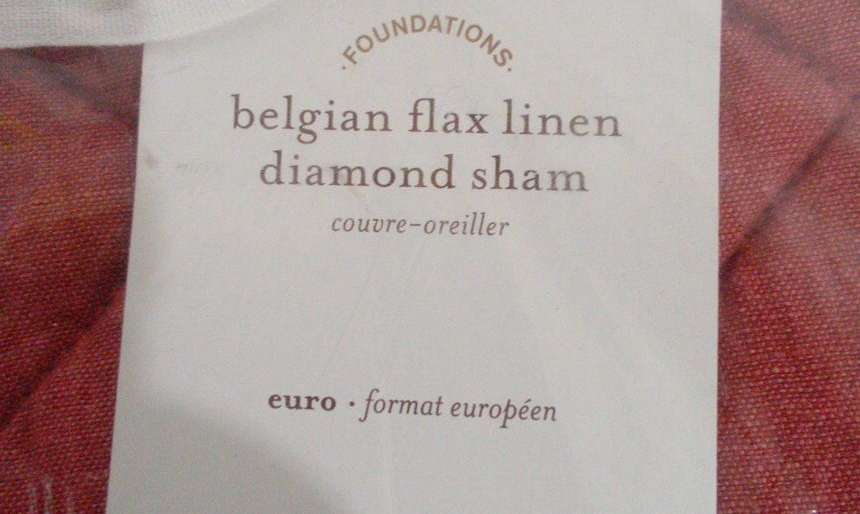 ·FOUNDATIONS·
belgian flax linen
diamond sham
couvre-oreiller
euro · format européen